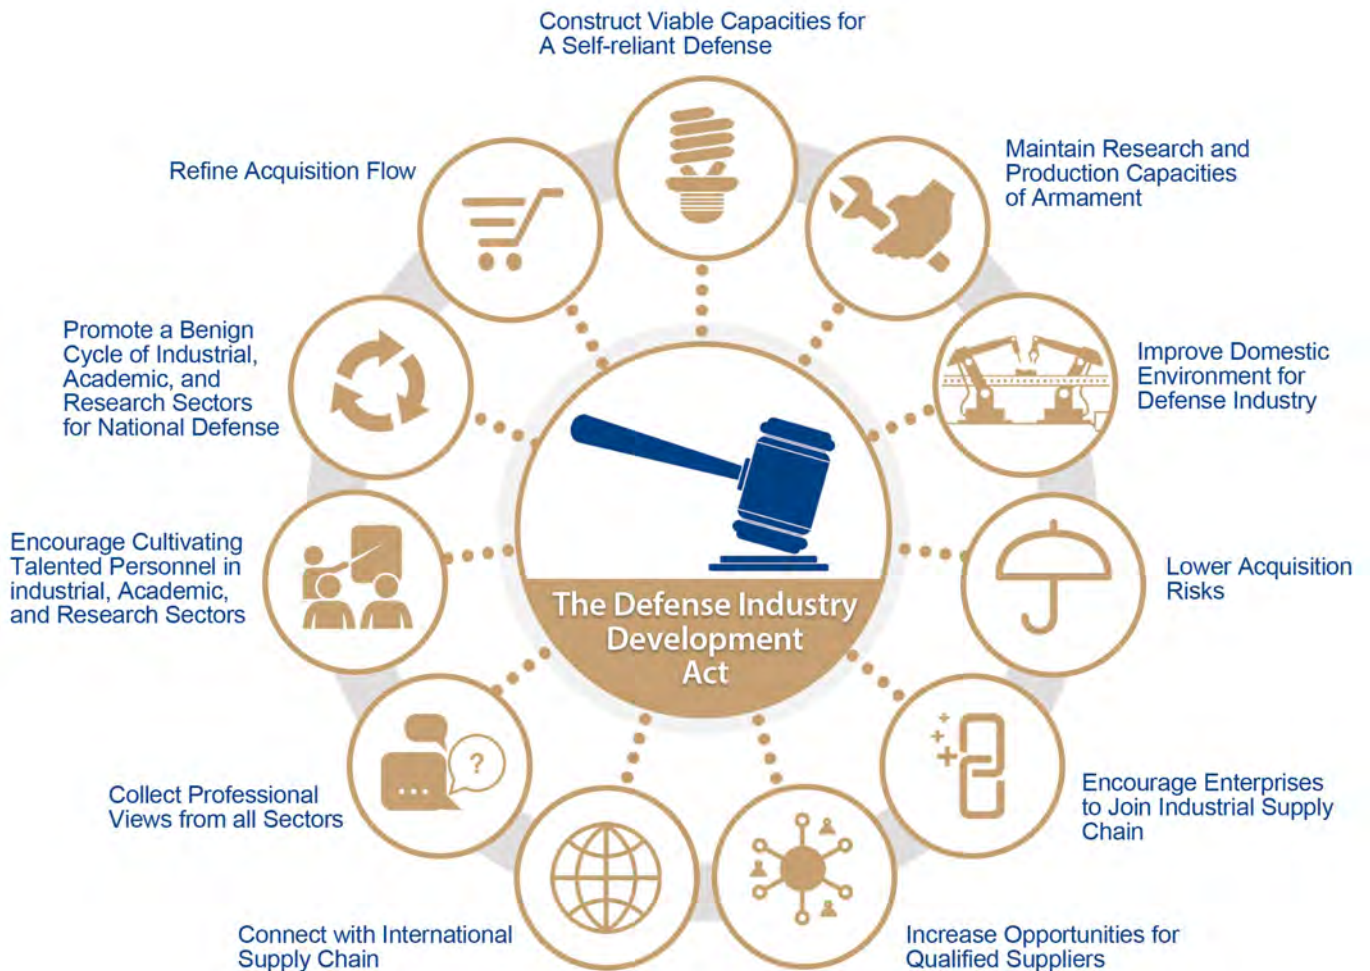 Construct Viable Capacities for
A Self-reliant Defense
Maintain Research and
Production Capacities
of Armament
Improve Domestic
Environment for
Defense Industry
Lower Acquisition
Risks
Encourage Enterprises
to Join Industrial Supply
Chain
Increase Opportunities for
Qualified Suppliers
Connect with International
Supply Chain
Collect Professional
Views from all Sectors
Encourage Cultivating
Talented Personnel in
industrial, Academic,
and Research Sectors
Promote a Benign
Cycle of Industrial,
Academic, and
Research Sectors
for National Defense
Refine Acquisition Flow
The Defense Industry
Development
Act
?